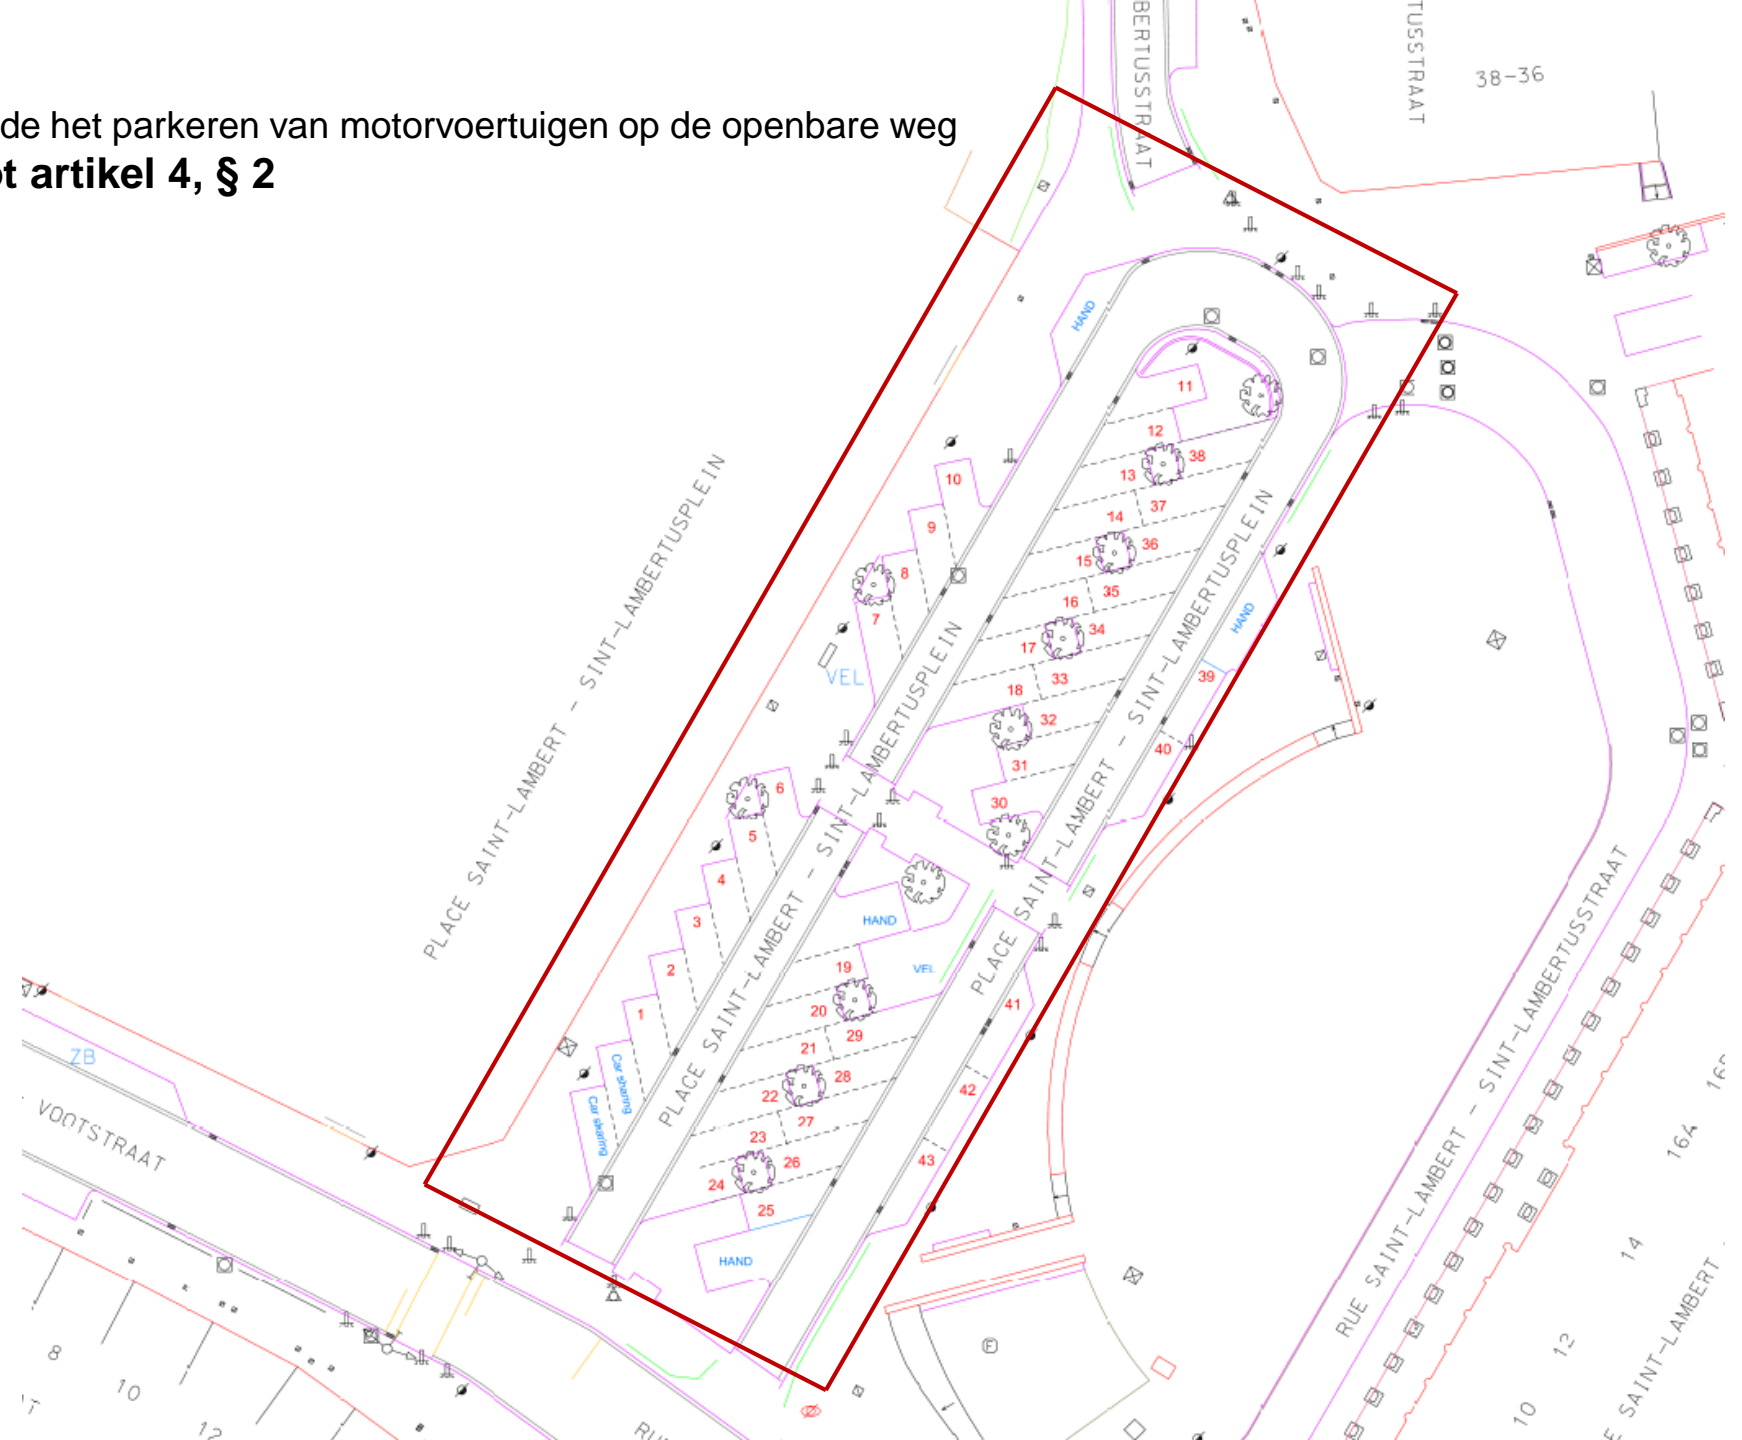 de het parkeren van motorvoertuigen op de openbare weg
t artikel 4, § 2
BERTUSSTRAAT
TUSSTRAAT
38-36
HAND
11
12
38
13
10
37
14
9
36
15
8
35
16
7
34
17
HAND
33
18
39
VEL
32
40
31
6
30
5
4
HAND
3
19
VEL
2
20
41
1
29
21
28
22
42
27
23
43
26
24
25
HAND
Car sharing
Car sharing
PLACE SAINT-LAMBERT - SINT-LAMBERTUSPLEIN
PLACE SAINT-LAMBERT - SINT-LAMBERTUSPLEIN
PLACE SAINT-LAMBERT - SINT-LAMBERTUSPLEIN
ZB
VOOTSTRAAT
RUE SAINT-LAMBERT - SINT-LAMBERTUSSTRAAT
E SAINT-LAMBERT
16A
14
12
10
8
10
12
E